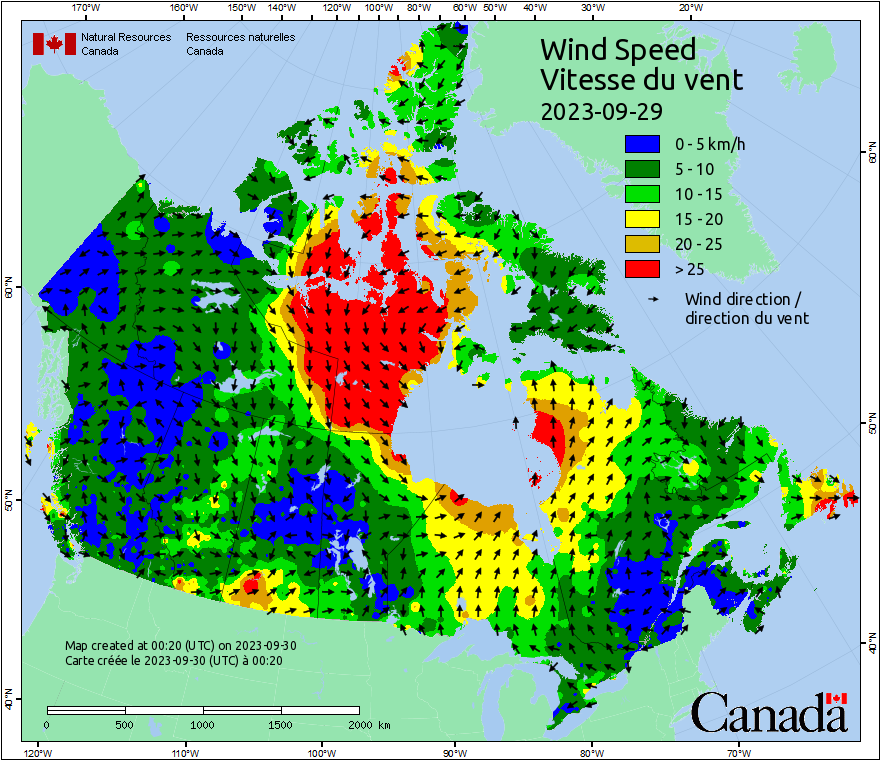 170°W 160°W 150°W 140°W 120°W 110°W 100°W 80°W 60°W 50°W 40°W 30°W 20°W
Natural Resources Ressources naturelles
Canada Canada
Wind Speed
Vitesse du vent
2023-09-29
0 - 5 km/h
5 - 10
10 - 15
15 - 20
20 - 25
> 25
Wind direction /
direction du vent
60°N
60°N
50°N
50°N
40°N
40°N
Map created at 00:20 (UTC) on 2023-09-30
Carte créée le 2023-09-30 (UTC) à 00:20
0 500 1000 1500 2000 km
Canada
120°W 110°W 100°W 90°W 80°W 70°W